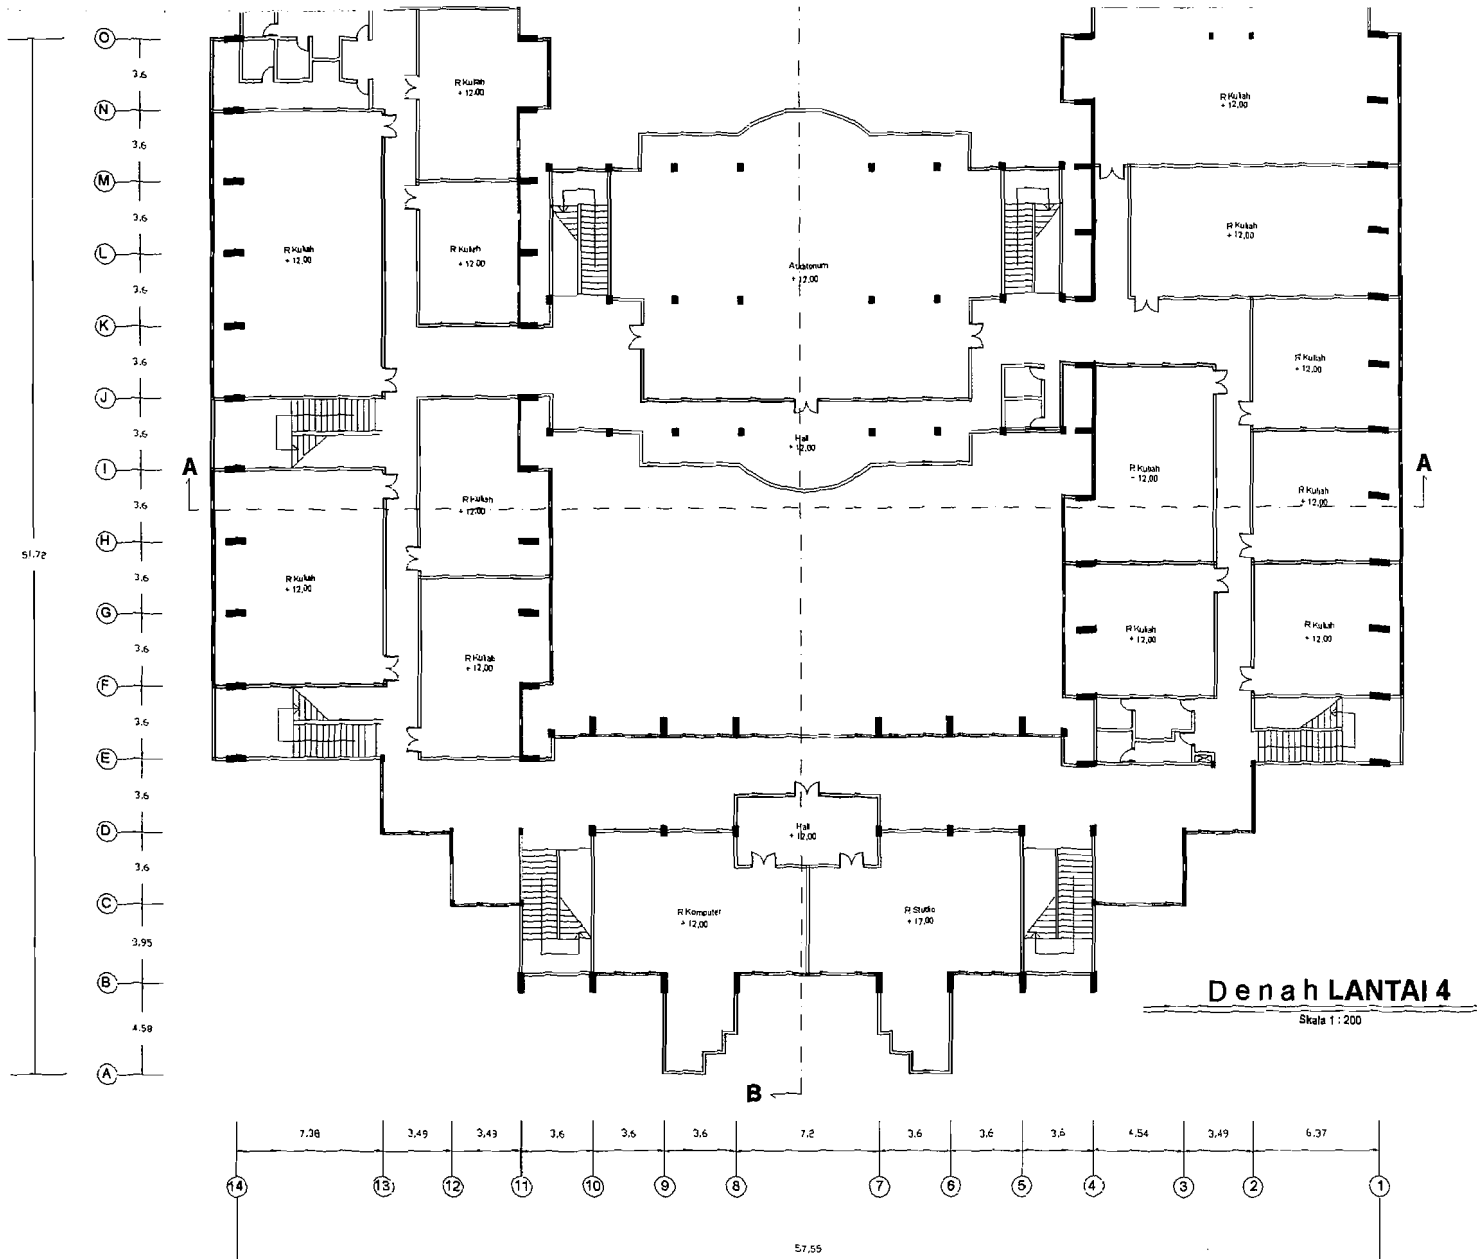 O
3.6
R Kuliah
+ 12,00
R Kuliah
+ 12,00
N
3.6
M
3.6
R Kuliah
+ 12,00
L
R Kuliah
+ 12,00
R Kuliah
+ 12,00
Auditorium
+ 12,00
3.6
K
3.6
R Kuliah
+ 12,00
J
3.6
Hall
+ 12,00
I
A
A
R Kuliah
+ 12,00
R Kuliah
+ 12,00
R Kuliah
+ 12,00
3.6
H
51.72
3.6
R Kuliah
+ 12,00
G
R Kuliah
+ 12,00
R Kuliah
+ 12,00
3.6
R Kuliah
+ 12,00
F
3.6
E
3.6
D
Hall
+ 12,00
3.6
C
R Komputer
+ 12,00
R Studio
+ 12,00
3.95
B
Denah LANTAI 4
Skala 1 : 200
4.58
A
B
7.38 3.49 3.49 3.6 3.6 3.6 7.2 3.6 3.6 3.6 4.54 3.49 6.37
14 13 12 11 10 9 8 7 6 5 4 3 2 1
57.55